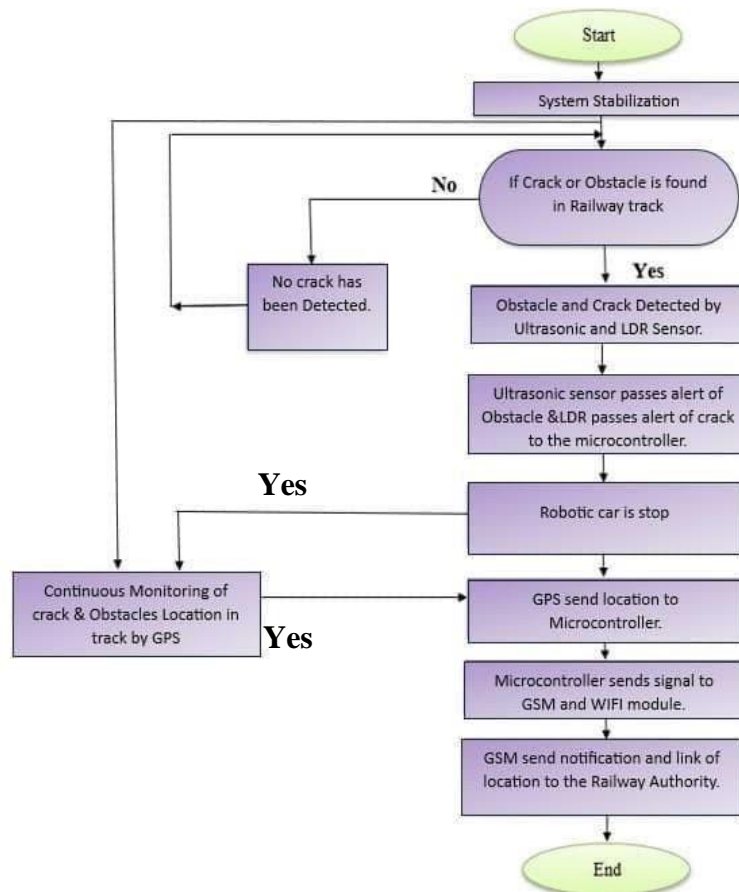 Start
System Stabilization
If Crack or Obstacle is found
in Railway track
No
Yes
No crack has
been Detected.
Obstacle and Crack Detected by
Ultrasonic and LDR Sensor.
Ultrasonic sensor passes alert of
Obstacle &LDR passes alert of crack
to the microcontroller.
Yes
Robotic car is stop
Continuous Monitoring of
crack & Obstacles Location in
track by GPS
Yes
GPS send location to
Microcontroller.
Microcontroller sends signal to
GSM and WIFI module.
GSM send notification and link of
location to the Railway Authority.
End